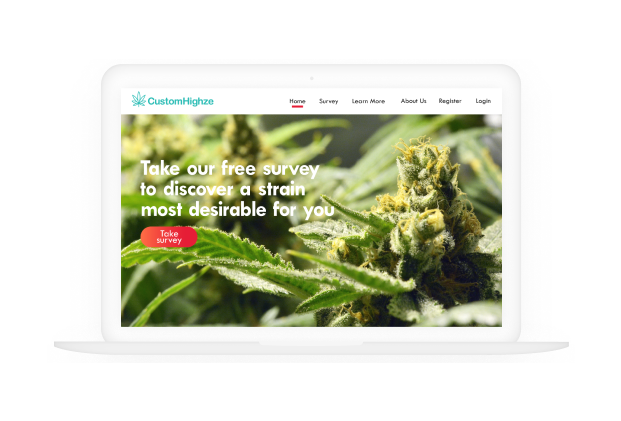 CustomHighze
Home Survey Learn More About Us Register Login
Take our free survey
to discover a strain
most desirable for you
Take
survey